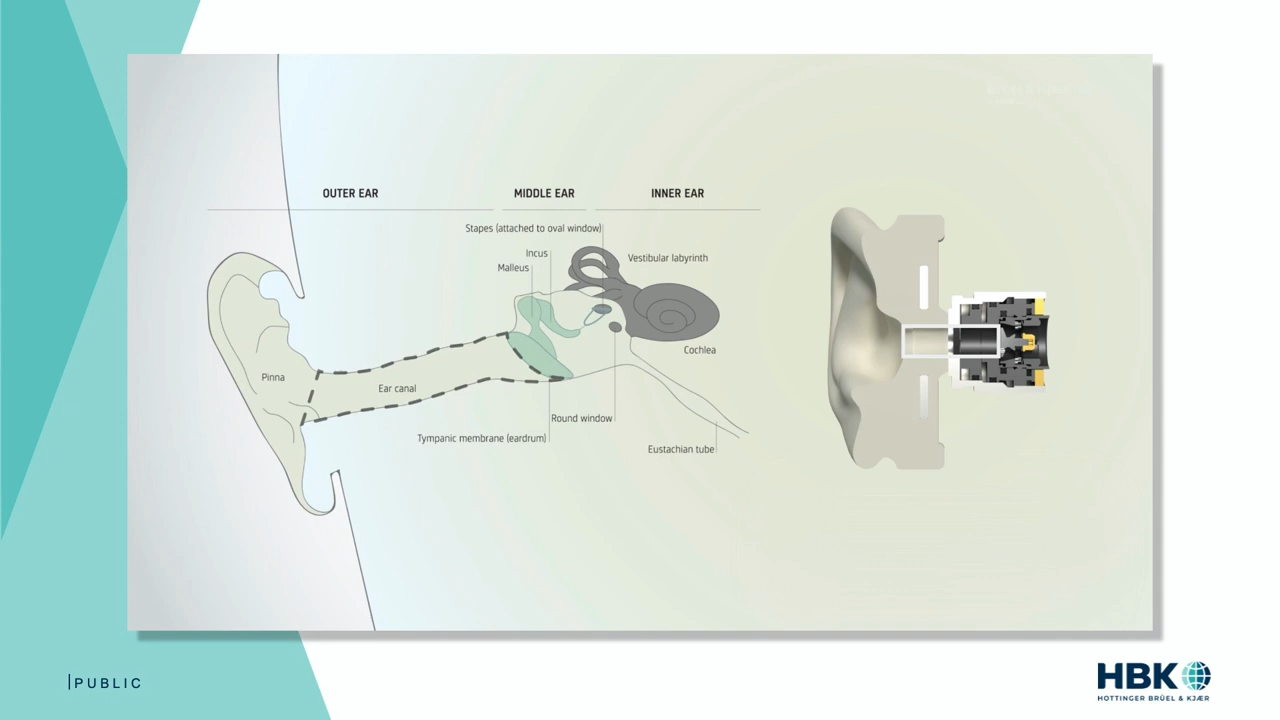 OUTER EAR
MIDDLE EAR
INNER EAR
Stapes (attached to oval window)
Incus
Malleus
Vestibular labyrinth
Cochlea
Pinna
Ear canal
Round window
Tympanic membrane (eardrum)
Eustachian tube
|PUBLIC
HBK
HOTTINGER BRÜEL & KJÆR